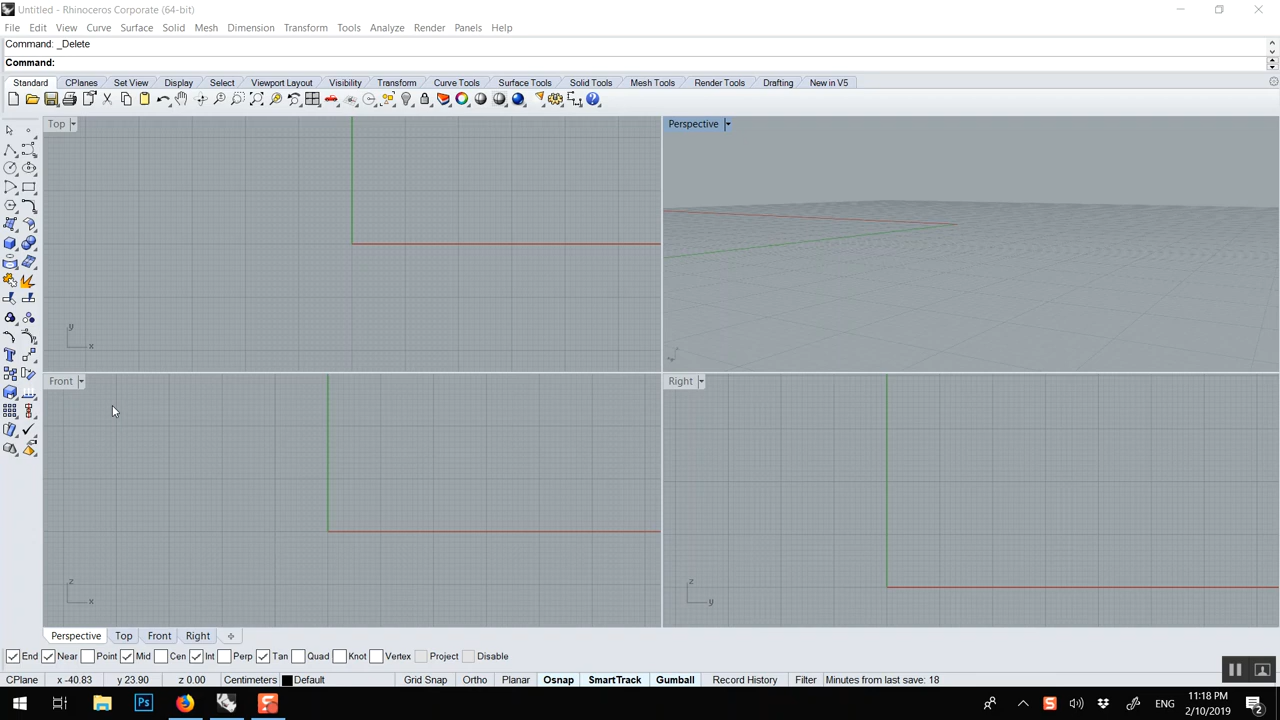 Untitled - Rhinoceros Corporate (64-bit)
File Edit View Curve Surface Solid Mesh Dimension Transform Tools Analyze Render Panels Help
Command: _Delete
Command:
Standard CPlanes Set View Display Select Viewport Layout Visibility Transform Curve Tools Surface Tools Solid Tools Mesh Tools Render Tools Drafting New in V5
Top
Perspective
y
x
Front
Right
z
x
z
y
Perspective Top Front Right
End Near Point Mid Cen Int Perp Tan Quad Knot Vertex Project Disable
CPlane x -40.83 y 23.90 z 0.00 Centimeters Default Grid Snap Ortho Planar Osnap SmartTrack Gumball Record History Filter Minutes from last save: 18
Ps
S
S
ENG
11:18 PM
2/10/2019
2